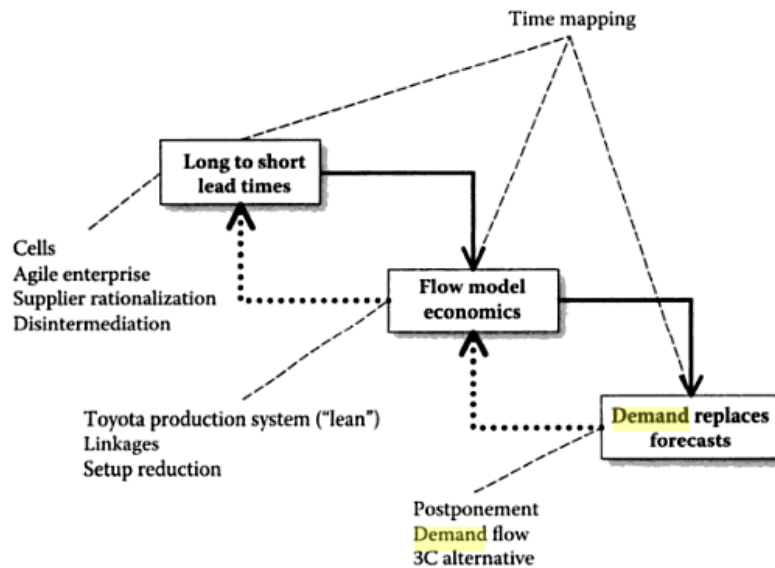 Time mapping
Long to short
lead times
Cells
Agile enterprise
Supplier rationalization
Disintermediation
Flow model
economics
Toyota production system (“lean”)
Linkages
Setup reduction
Demand replaces
forecasts
Postponement
Demand flow
3C alternative